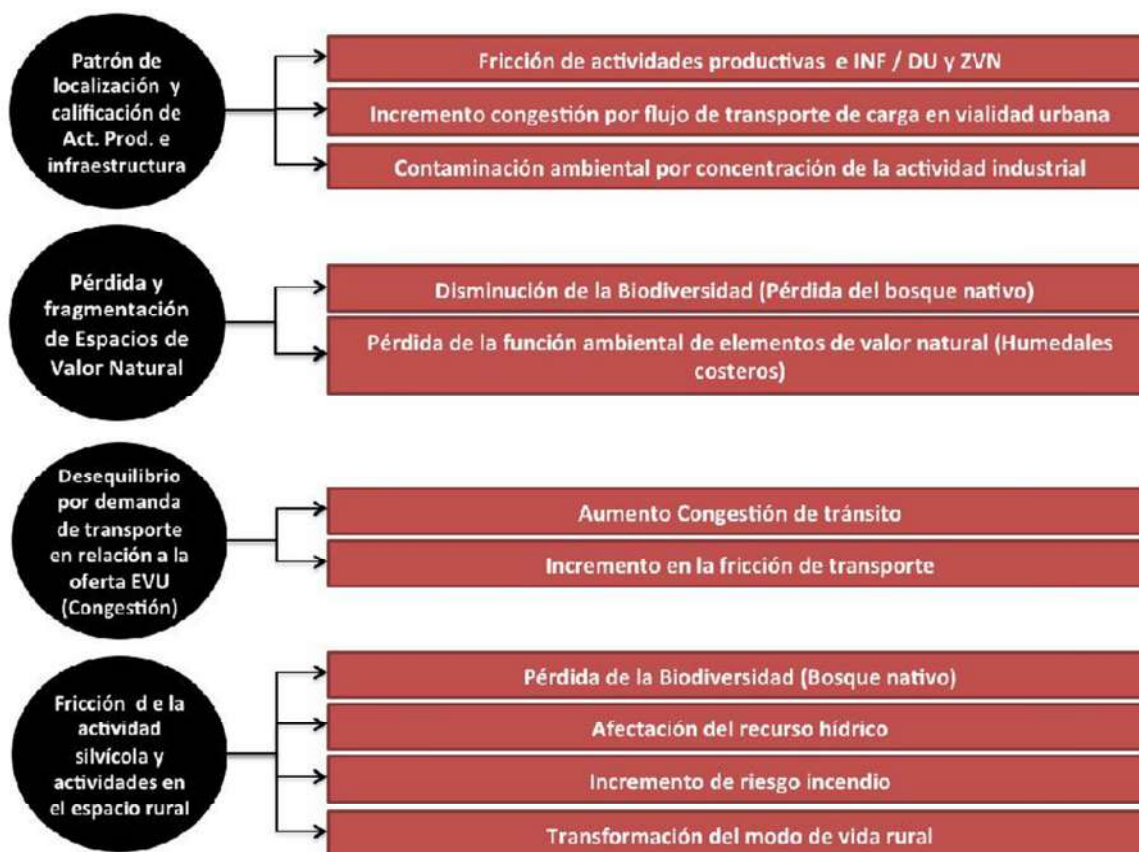 Patrón de
localización y
calificación de
Act. Prod. e
infraestructura
Fricción de actividades productivas e INF / DU y ZVN
Incremento congestión por flujo de transporte de carga en vialidad urbana
Contaminación ambiental por concentración de la actividad industrial
Pérdida y
fragmentación
de Espacios de
Valor Natural
Disminución de la Biodiversidad (Pérdida del bosque nativo)
Pérdida de la función ambiental de elementos de valor natural (Humedales
costeros)
Desequilibrio
por demanda
de transporte
en relación a la
oferta EVU
(Congestión)
Aumento Congestión de tránsito
Incremento en la fricción de transporte
Fricción d e la
actividad
silvícola y
actividades en
el espacio rural
Pérdida de la Biodiversidad (Bosque nativo)
Afectación del recurso hídrico
Incremento de riesgo incendio
Transformación del modo de vida rural